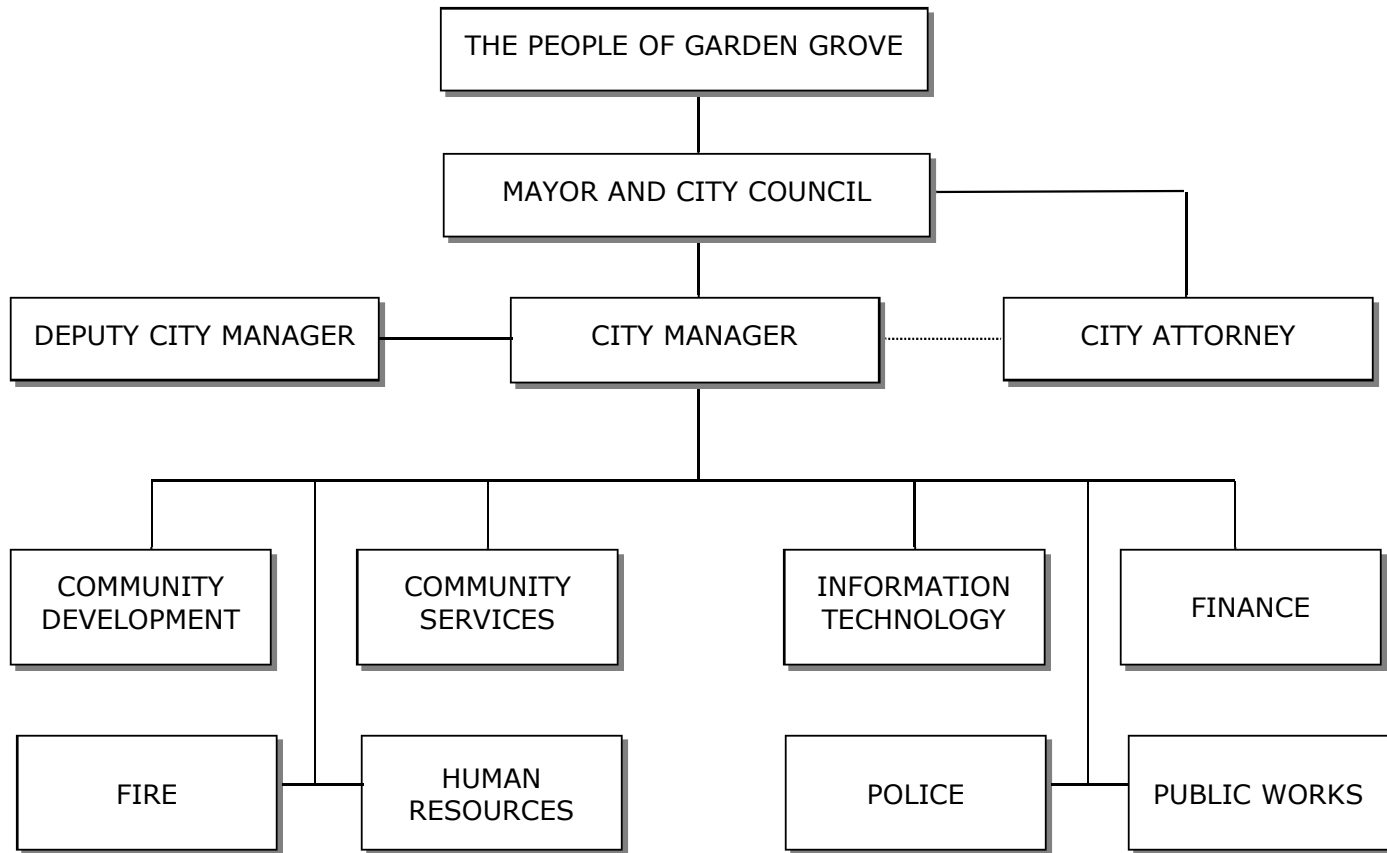 THE PEOPLE OF GARDEN GROVE
MAYOR AND CITY COUNCIL
DEPUTY CITY MANAGER
CITY MANAGER
CITY ATTORNEY
COMMUNITY
DEVELOPMENT
COMMUNITY
SERVICES
INFORMATION
TECHNOLOGY
FINANCE
FIRE
HUMAN
RESOURCES
POLICE
PUBLIC WORKS